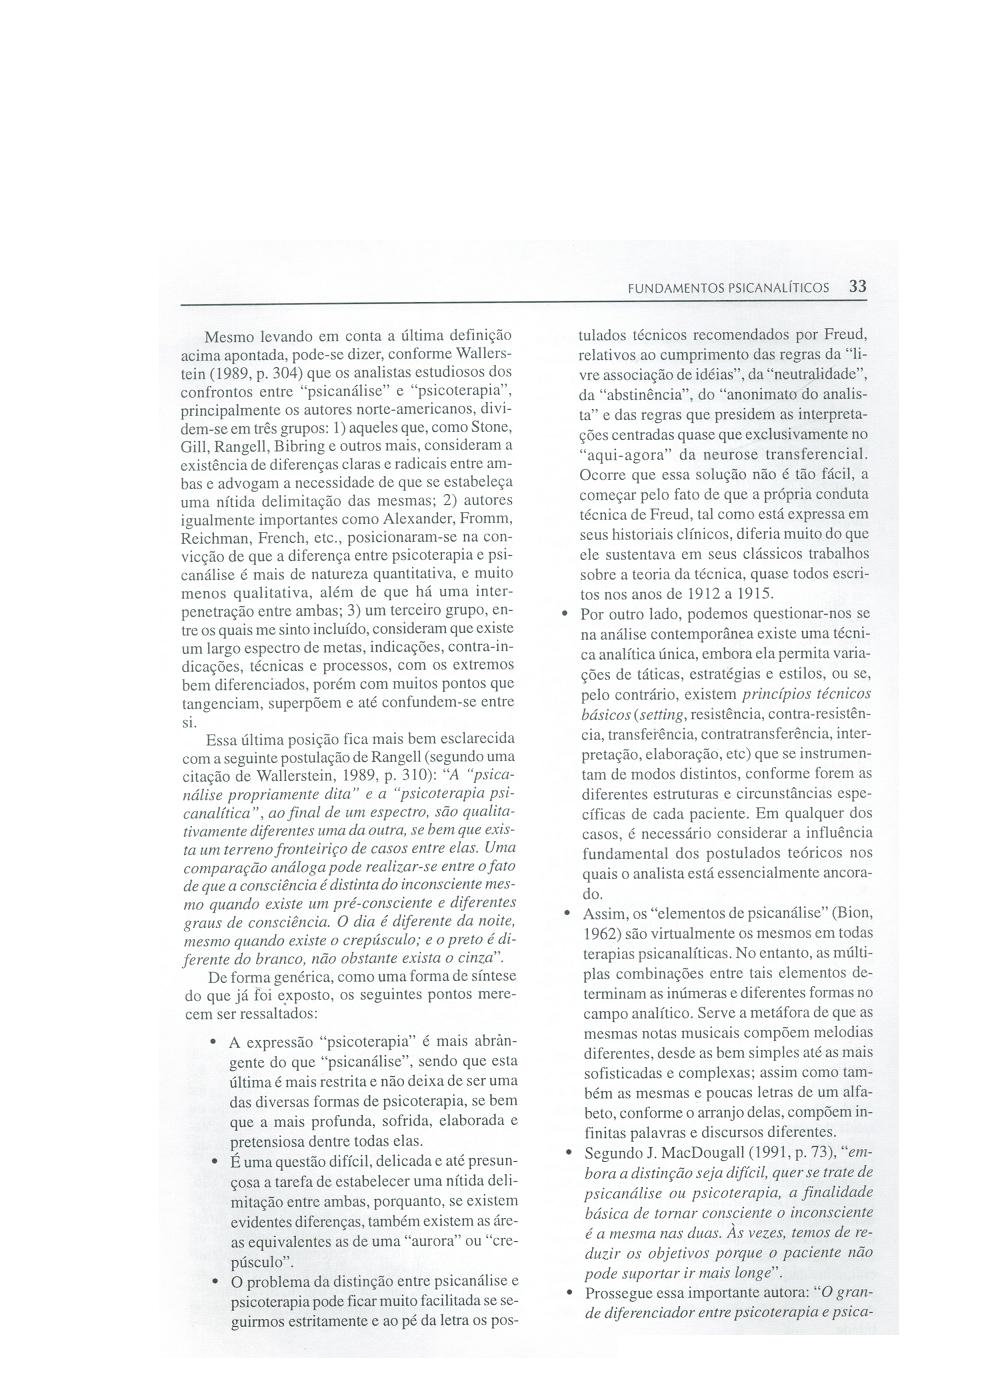 FUNDAMENTOS PSICANALÍTICOS 33
Mesmo levando em conta a última definição
acima apontada, pode-se dizer, conforme Wallers-
tein (1989, p. 304) que os analistas estudiosos dos
confrontos entre “psicanálise” e “psicoterapia”,
principalmente os autores norte-americanos, divi-
dem-se em três grupos: 1) aqueles que, como Stone,
Gill, Rangell, Bibring e outros mais, consideram a
existência de diferenças claras e radicais entre am-
bas e advogam a necessidade de que se estabeleça
uma nítida delimitação das mesmas; 2) autores
igualmente importantes como Alexander, Fromm,
Reichman, French, etc., posicionaram-se na con-
vicção de que a diferença entre psicoterapia e psi-
canálise é mais de natureza quantitativa, e muito
menos qualitativa, além de que há uma inter-
penetração entre ambas; 3) um terceiro grupo, en-
tre os quais me sinto incluído, consideram que existe
um largo espectro de metas, indicações, contra-in-
dicações, técnicas e processos, com os extremos
bem diferenciados, porém com muitos pontos que
tangenciam, superpõem e até confundem-se entre
si.
Essa última posição fica mais bem esclarecida
com a seguinte postulação de Rangell (segundo uma
citação de Wallerstein, 1989, p. 310): “A “psica-
nálise propriamente dita” e a “psicoterapia psi-
canalítica”, ao final de um espectro, são qualita-
tivamente diferentes uma da outra, se bem que exis-
ta um terreno fronteiriço de casos entre elas. Uma
comparação análoga pode realizar-se entre o fato
de que a consciência é distinta do inconsciente mes-
mo quando existe um pré-consciente e diferentes
graus de consciência. O dia é diferente da noite,
mesmo quando existe o crepúsculo; e o preto é di-
ferente do branco, não obstante exista o cinza”.
De forma genérica, como uma forma de síntese
do que já foi exposto, os seguintes pontos mere-
cem ser ressaltados:
• A expressão “psicoterapia” é mais abran-
gente do que “psicanálise”, sendo que esta
última é mais restrita e não deixa de ser uma
das diversas formas de psicoterapia, se bem
que a mais profunda, sofrida, elaborada e
pretensiosa dentre todas elas.
• É uma questão difícil, delicada e até presun-
çosa a tarefa de estabelecer uma nítida deli-
mitação entre ambas, porquanto, se existem
evidentes diferenças, também existem as áre-
as equivalentes as de uma “aurora” ou “cre-
púsculo”.
• O problema da distinção entre psicanálise e
psicoterapia pode ficar muito facilitada se se-
guirmos estritamente e ao pé da letra os pos-
tulados técnicos recomendados por Freud,
relativos ao cumprimento das regras da “li-
vre associação de idéias”, da “neutralidade”,
da “abstinência”, do “anonimato do analis-
ta” e das regras que presidem as interpreta-
ções centradas quase que exclusivamente no
“aqui-agora” da neurose transferencial.
Ocorre que essa solução não é tão fácil, a
começar pelo fato de que a própria conduta
técnica de Freud, tal como está expressa em
seus historiais clínicos, diferia muito do que
ele sustentava em seus clássicos trabalhos
sobre a teoria da técnica, quase todos escri-
tos nos anos de 1912 a 1915.
• Por outro lado, podemos questionar-nos se
na análise contemporânea existe uma técni-
ca analítica única, embora ela permita varia-
ções de táticas, estratégias e estilos, ou se,
pelo contrário, existem princípios técnicos
básicos (setting, resistência, contra-resistên-
cia, transferência, contratransferência, inter-
pretação, elaboração, etc) que se instrumen-
tam de modos distintos, conforme forem as
diferentes estruturas e circunstâncias espe-
cíficas de cada paciente. Em qualquer dos
casos, é necessário considerar a influência
fundamental dos postulados teóricos nos
quais o analista está essencialmente ancora-
do.
• Assim, os “elementos de psicanálise” (Bion,
1962) são virtualmente os mesmos em todas
terapias psicanalíticas. No entanto, as múlti-
plas combinações entre tais elementos de-
terminam as inúmeras e diferentes formas no
campo analítico. Serve a metáfora de que as
mesmas notas musicais compõem melodias
diferentes, desde as bem simples até as mais
sofisticadas e complexas; assim como tam-
bém as mesmas e poucas letras de um alfa-
beto, conforme o arranjo delas, compõem in-
finitas palavras e discursos diferentes.
• Segundo J. MacDougall (1991, p. 73), “em-
bora a distinção seja difícil, quer se trate de
psicanálise ou psicoterapia, a finalidade
básica de tornar consciente o inconsciente
é a mesma nas duas. Às vezes, temos de re-
duzir os objetivos porque o paciente não
pode suportar ir mais longe”.
• Prossegue essa importante autora: “O gran-
de diferenciador entre psicoterapia e psica-